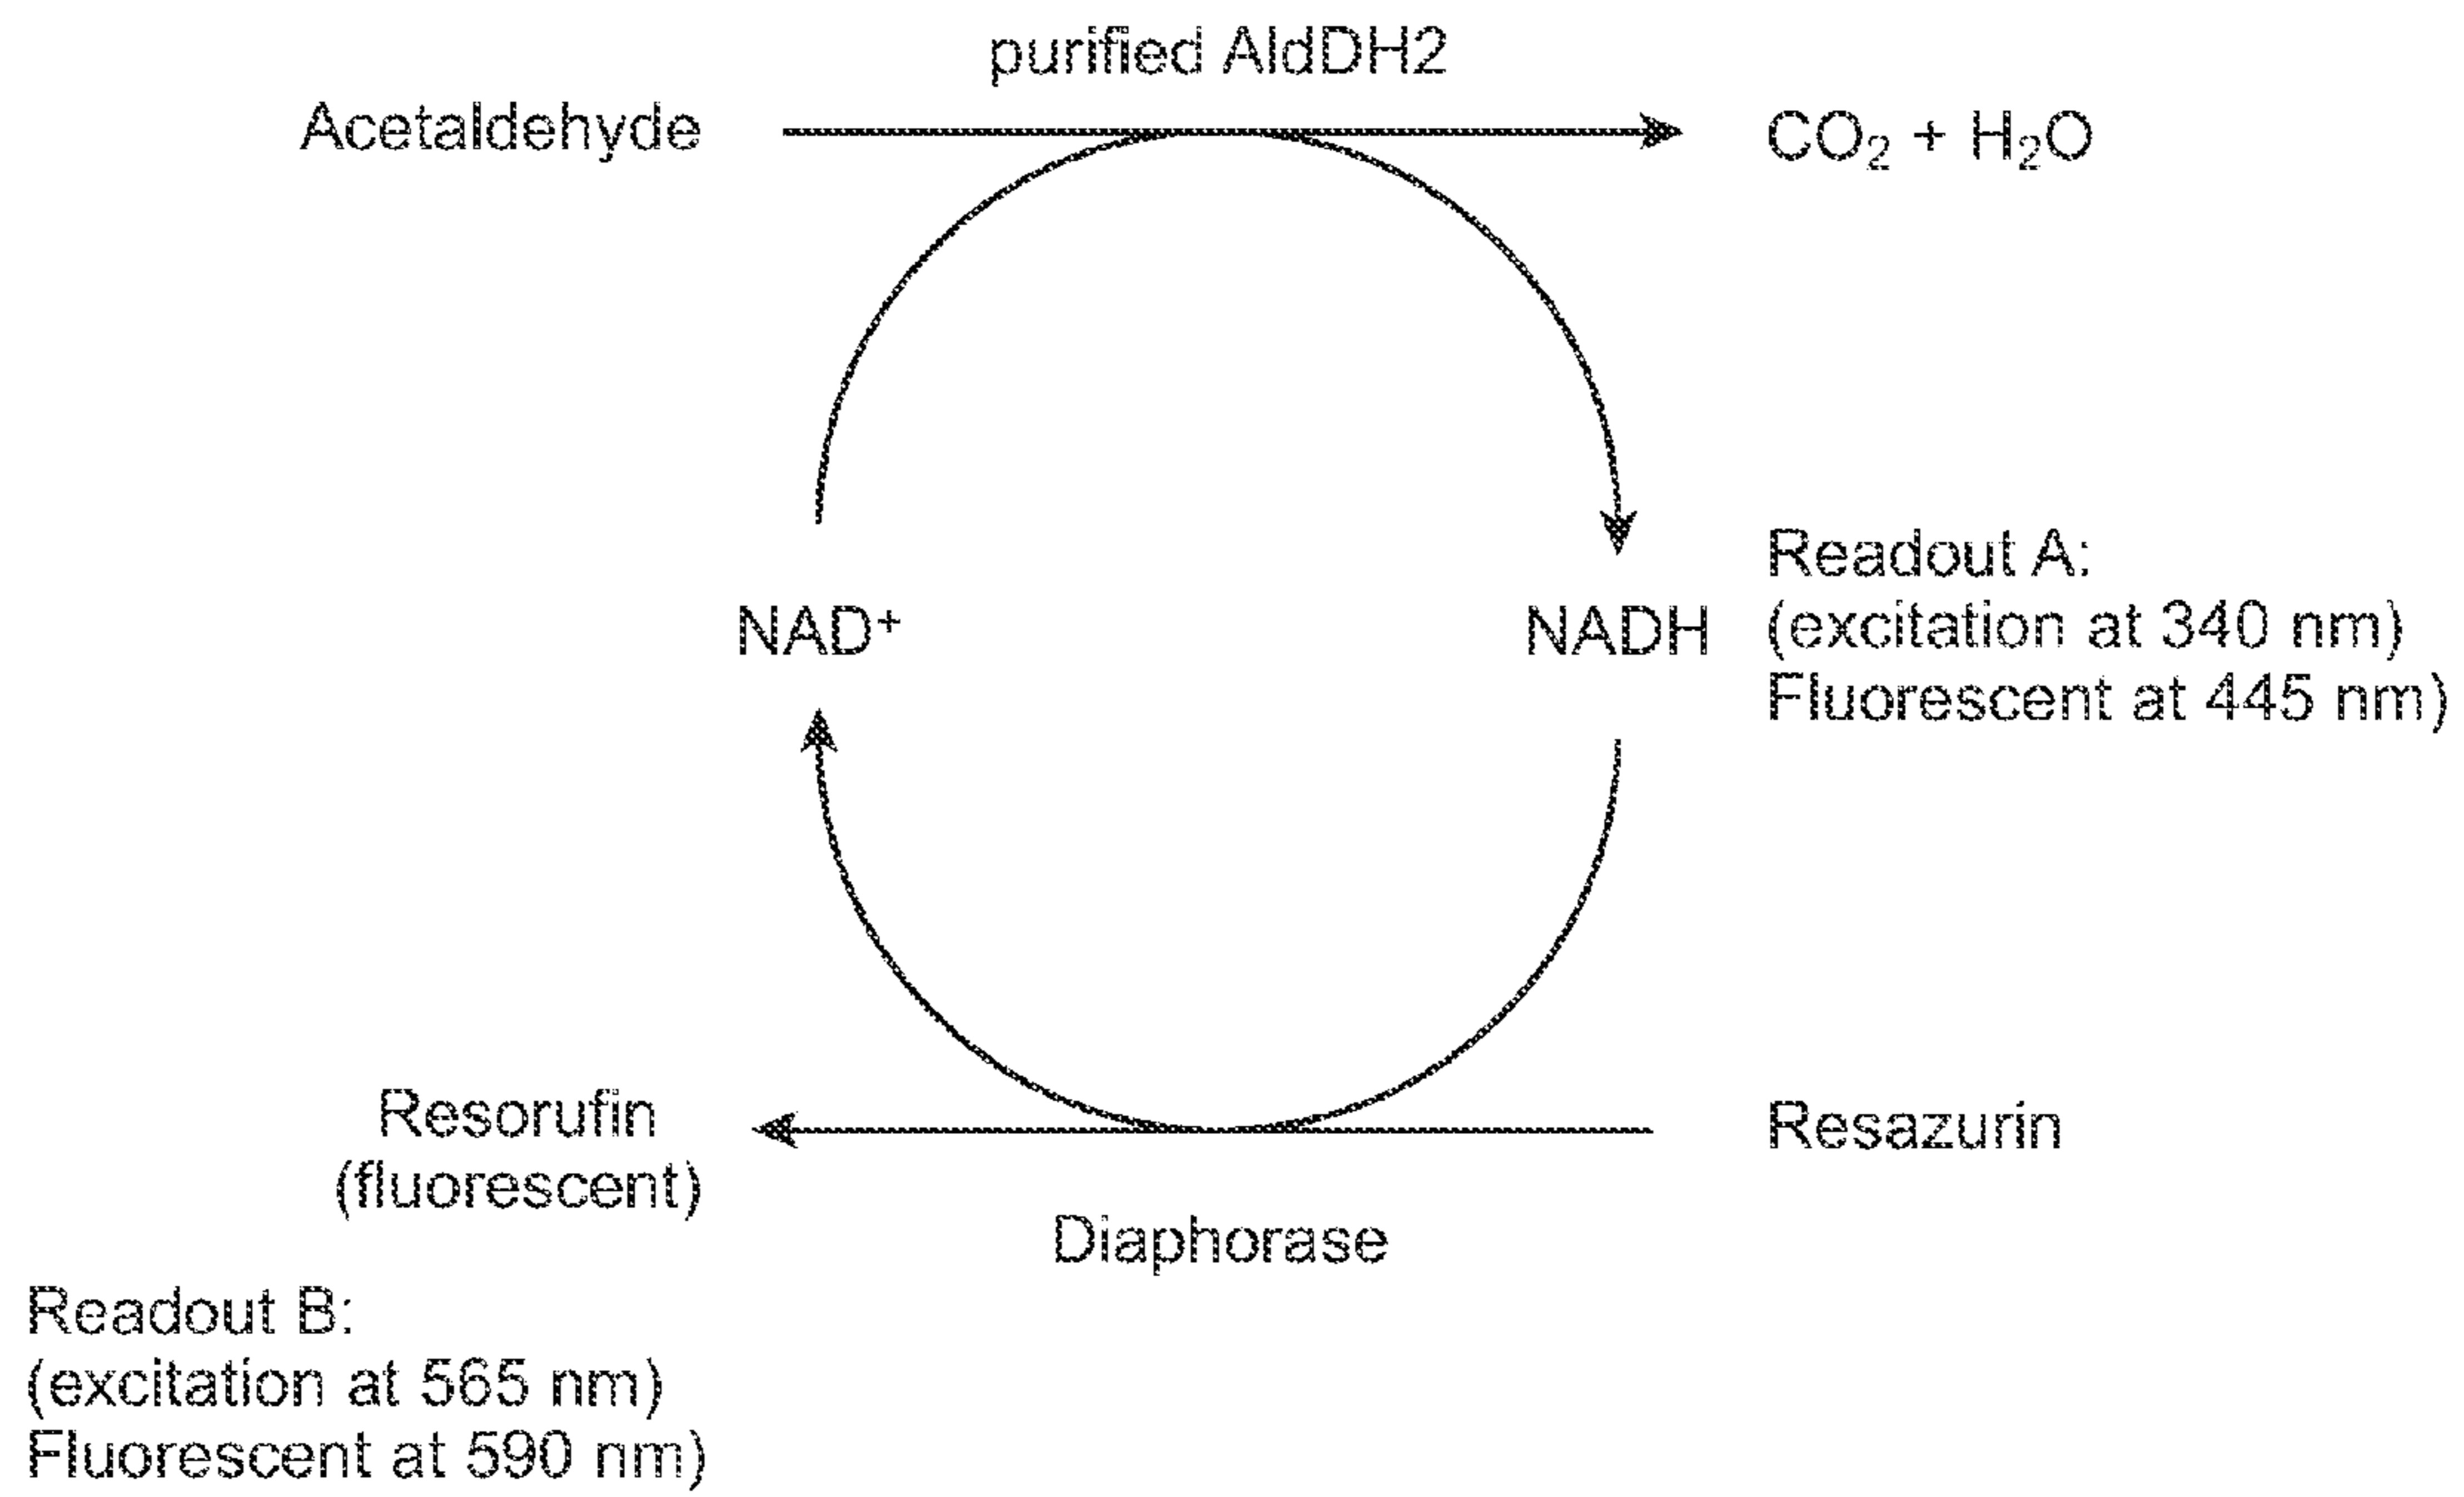 purified AldDH2
Acetaldehyde
CO₂ + H₂O
NAD⁺
NADH
Readout A:
(excitation at 340 nm)
Fluorescent at 445 nm)
Resorufin
(fluorescent)
Resazurin
Diaphorase
Readout B:
(excitation at 565 nm)
Fluorescent at 590 nm)